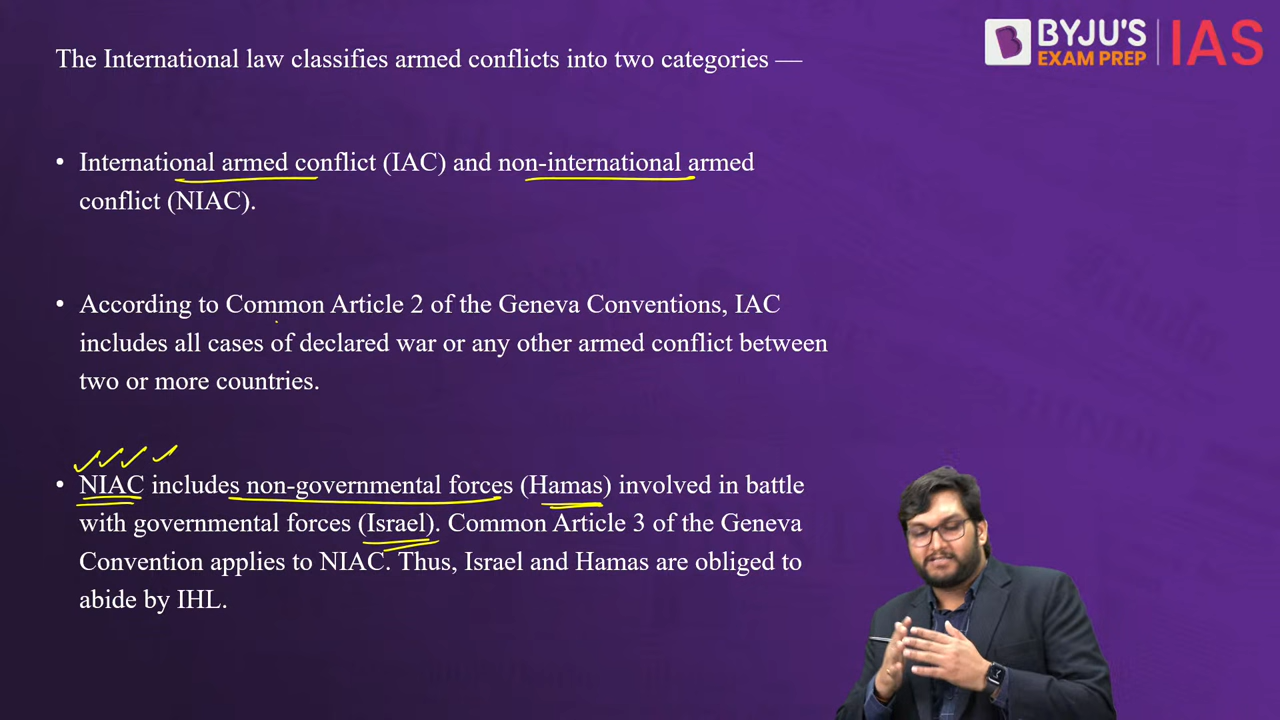 The International law classifies armed conflicts into two categories —
BYJU'S
EXAM PREP
IAS
• International armed conflict (IAC) and non-international armed
conflict (NIAC).
• According to Common Article 2 of the Geneva Conventions, IAC
includes all cases of declared war or any other armed conflict between
two or more countries.
• NIAC includes non-governmental forces (Hamas) involved in battle
with governmental forces (Israel). Common Article 3 of the Geneva
Convention applies to NIAC. Thus, Israel and Hamas are obliged to
abide by IHL.